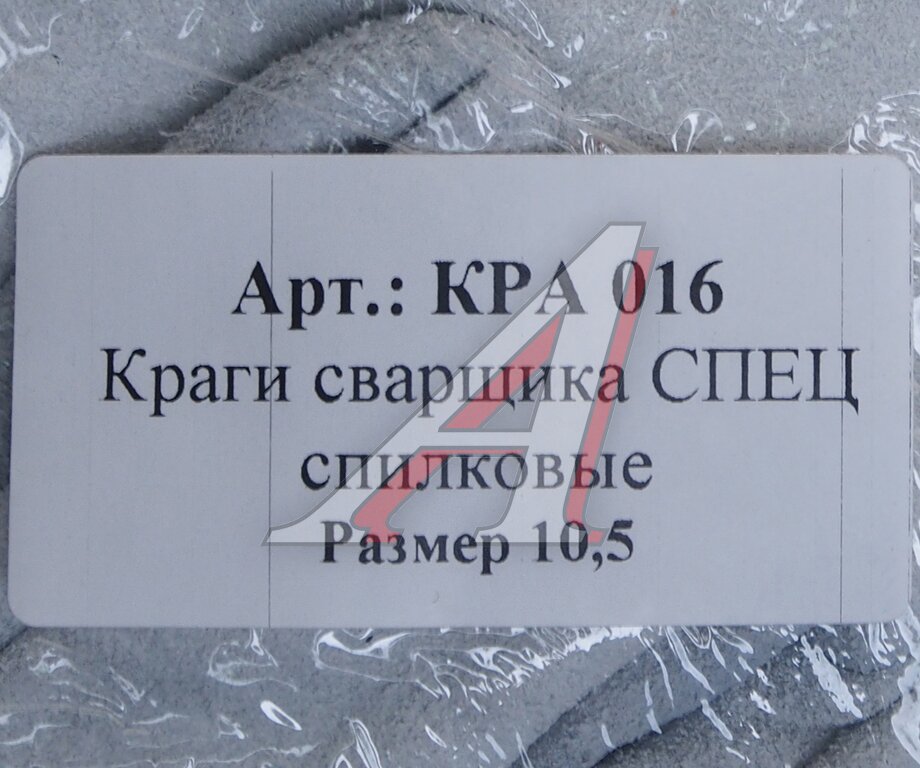 Арт.: КРА 016
Краги сварщика СПЕЦ
спилковые
Размер 10,5